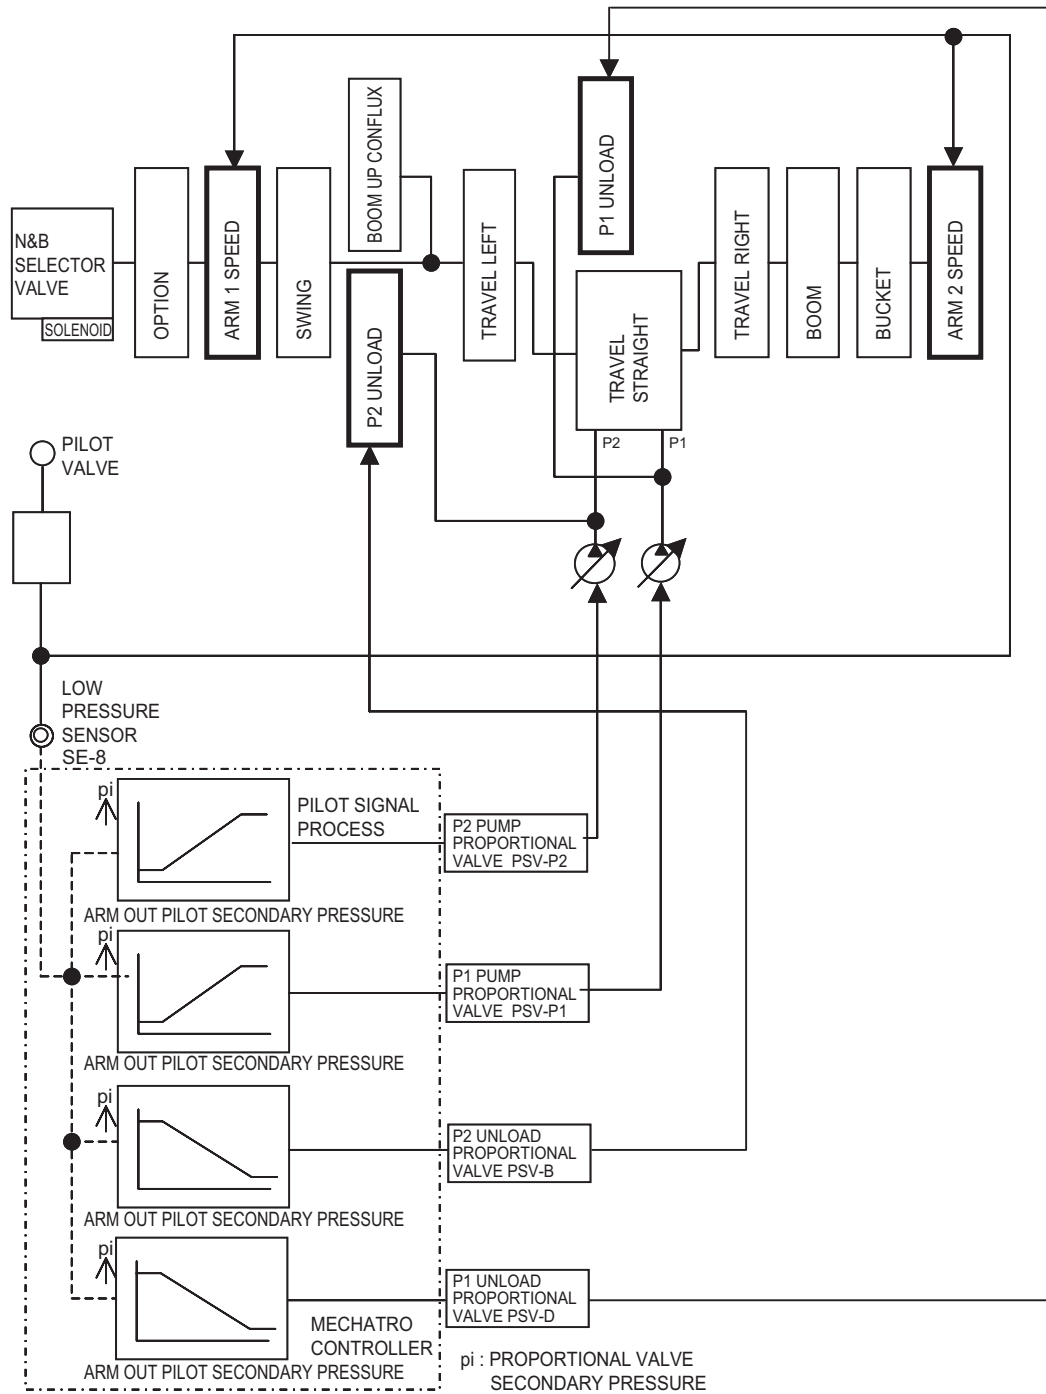 BOOM UP CONFLUX
P1 UNLOAD
N&B
SELECTOR
VALVE
SOLENOID
OPTION
ARM 1 SPEED
SWING
P2 UNLOAD
TRAVEL LEFT
TRAVEL
STRAIGHT
TRAVEL RIGHT
BOOM
BUCKET
ARM 2 SPEED
P2
P1
PILOT
VALVE
LOW
PRESSURE
SENSOR
SE-8
pi
PILOT SIGNAL
PROCESS
P2 PUMP
PROPORTIONAL
VALVE PSV-P2
ARM OUT PILOT SECONDARY PRESSURE
pi
P1 PUMP
PROPORTIONAL
VALVE PSV-P1
ARM OUT PILOT SECONDARY PRESSURE
pi
P2 UNLOAD
PROPORTIONAL
VALVE PSV-B
ARM OUT PILOT SECONDARY PRESSURE
pi
P1 UNLOAD
PROPORTIONAL
VALVE PSV-D
MECHATRO
CONTROLLER
ARM OUT PILOT SECONDARY PRESSURE
pi : PROPORTIONAL VALVE
SECONDARY PRESSURE